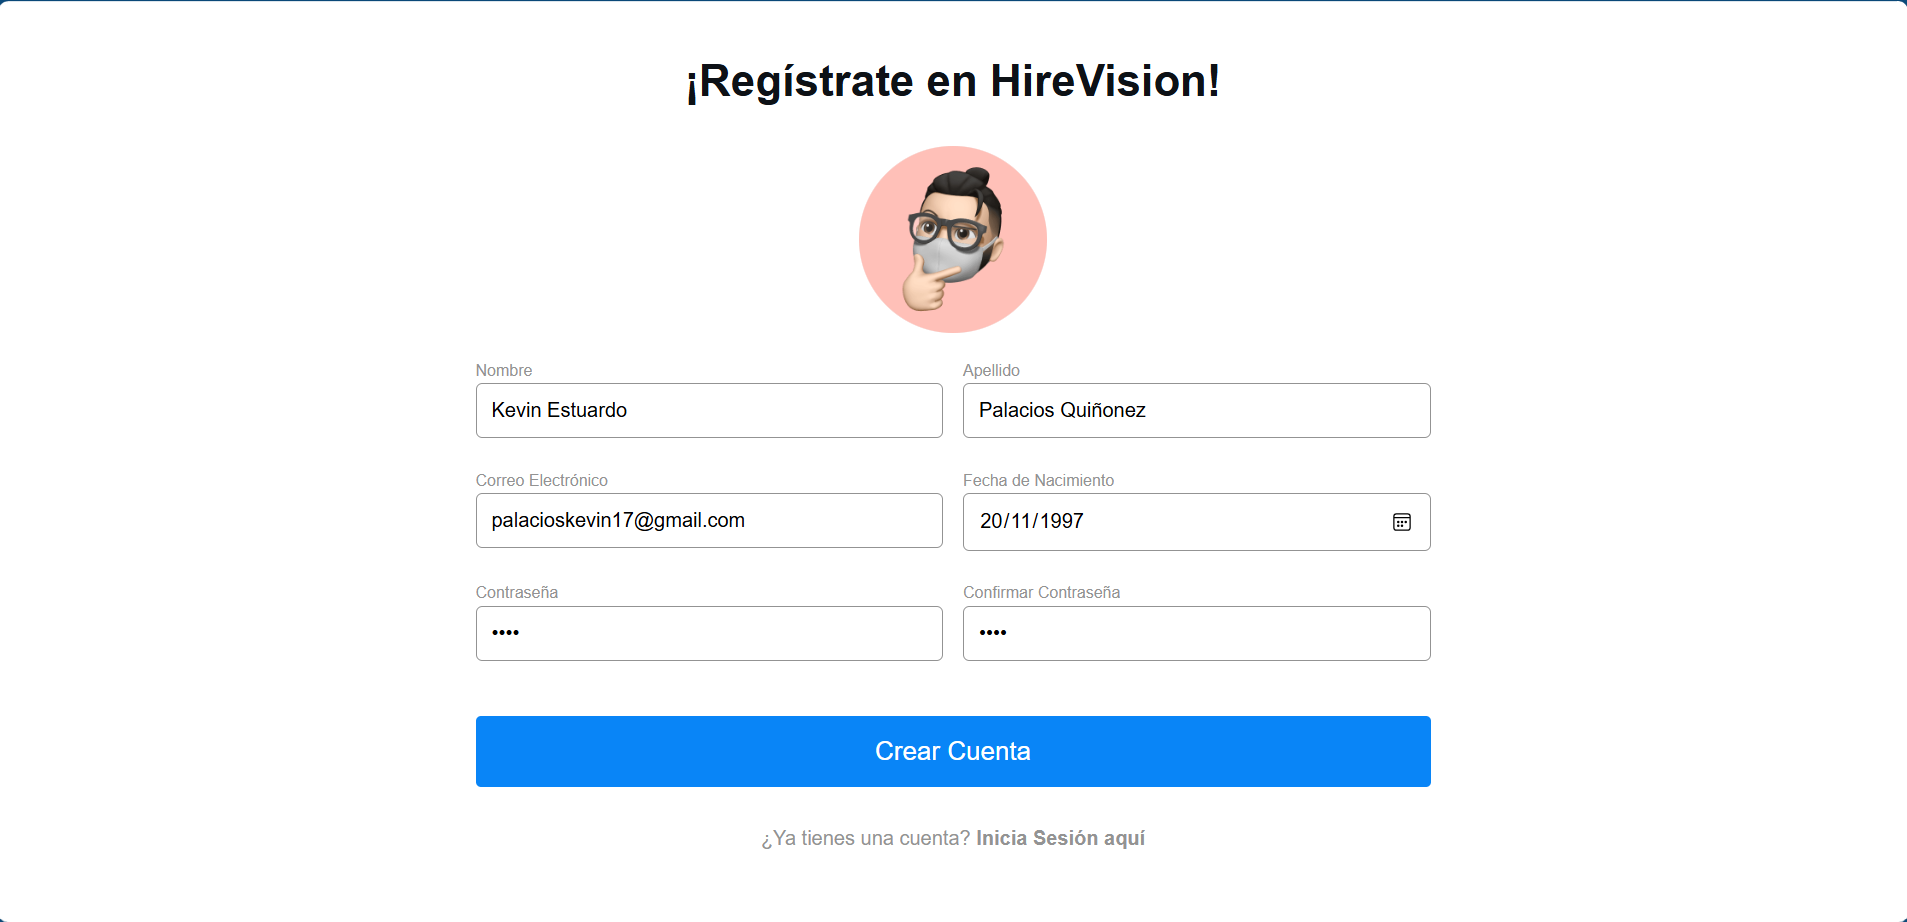 ¡Regístrate en HireVision!
Nombre
Apellido
Kevin Estuardo
Palacios Quiñonez
Correo Electrónico
Fecha de Nacimiento
palacioskevin17@gmail.com
20/11/1997
Contraseña
Confirmar Contraseña
••••
••••
Crear Cuenta
¿Ya tienes una cuenta? Inicia Sesión aquí